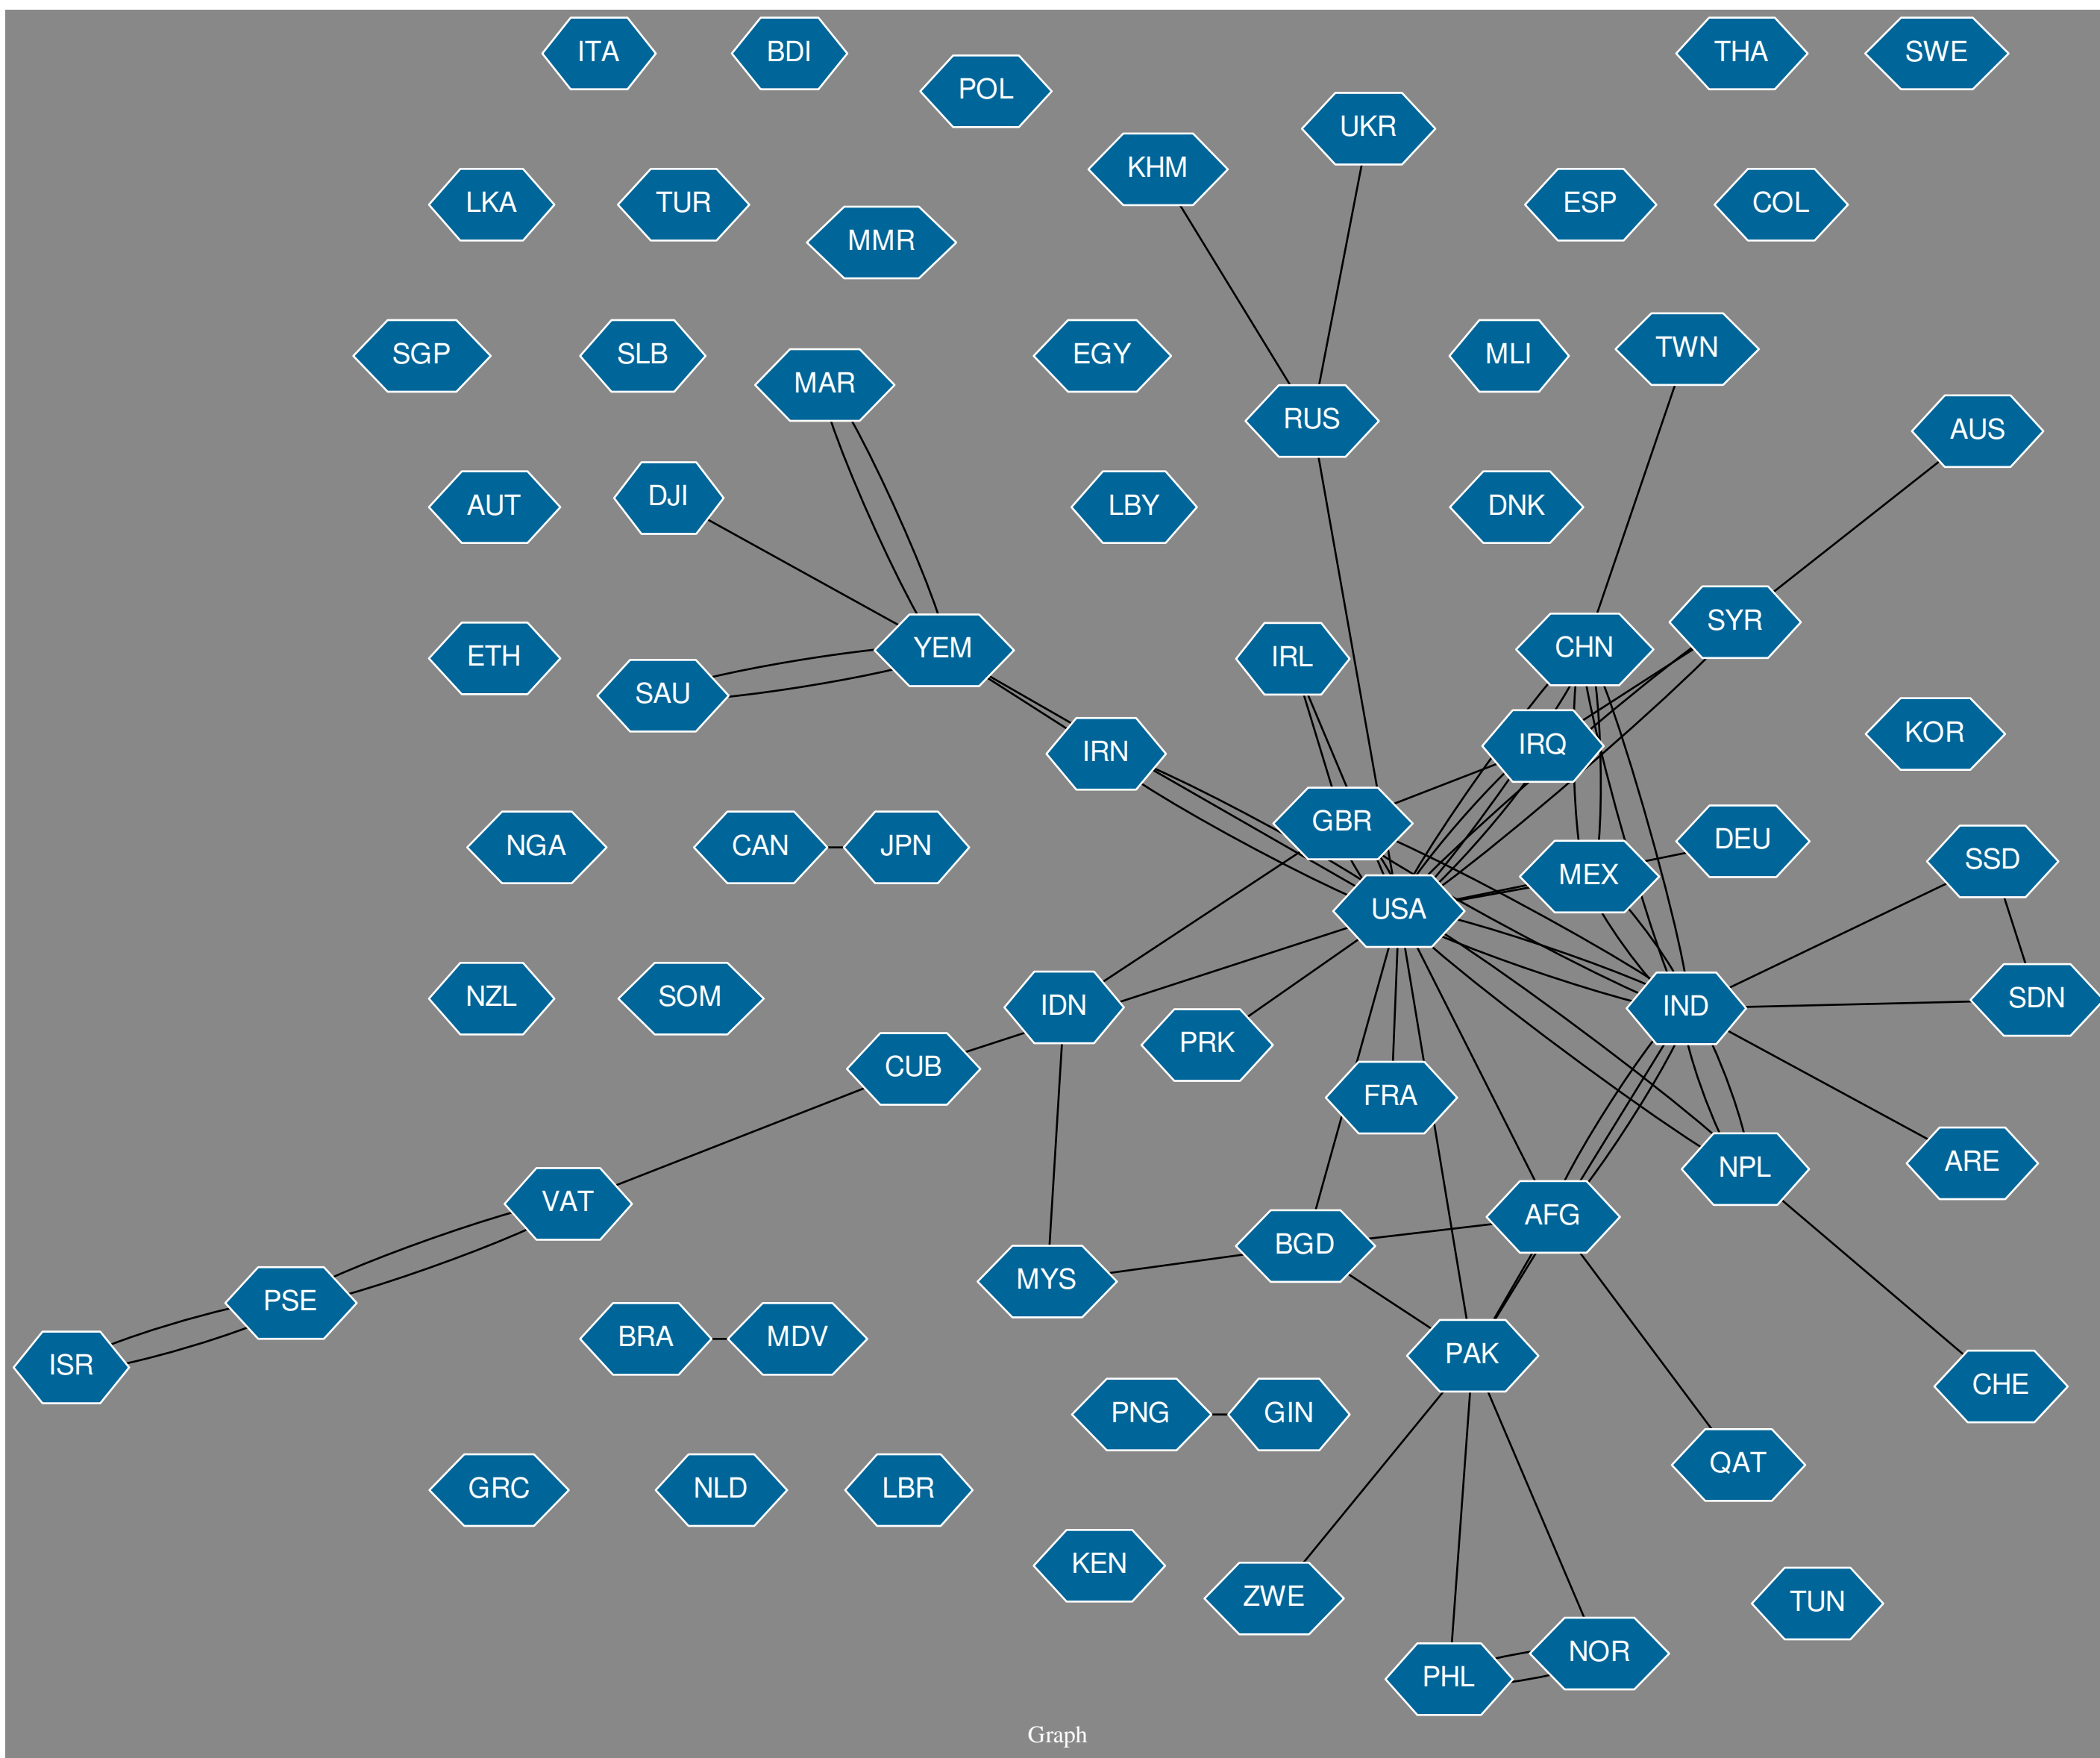 ITA
BDI
THA
SWE
POL
UKR
KHM
LKA
TUR
ESP
COL
MMR
TWN
SGP
SLB
EGY
MLI
MAR
RUS
AUS
DJI
AUT
LBY
DNK
SYR
YEM
CHN
ETH
IRL
SAU
KOR
IRQ
IRN
GBR
DEU
NGA
CAN
JPN
SSD
MEX
USA
NZL
SOM
SDN
IDN
IND
PRK
CUB
FRA
ARE
NPL
VAT
AFG
BGD
MYS
PSE
BRA
MDV
PAK
ISR
CHE
PNG
GIN
QAT
GRC
NLD
LBR
KEN
ZWE
TUN
NOR
PHL
Graph